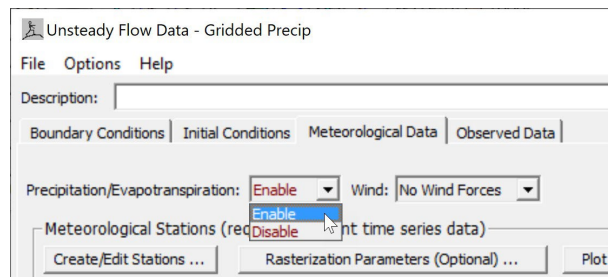 Unsteady Flow Data - Gridded Precip
File Options Help
Description:
Boundary Conditions Initial Conditions Meteorological Data Observed Data
Precipitation/Evapotranspiration: Enable Wind: No Wind Forces
Enable
Disable
Meteorological Stations nt time series data)
Create/Edit Stations ... Rasterization Parameters (Optional) ... Plot